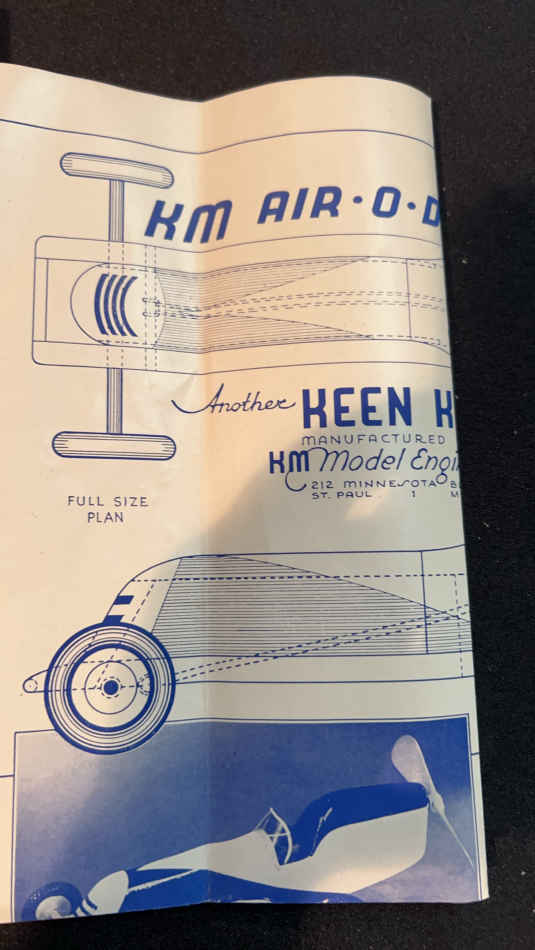 KM AIR·O·D
Another KEEN K
MANUFACTURED
KM Model Engi
212 MINNESOTA B
ST. PAUL 1 M
FULL SIZE
PLAN